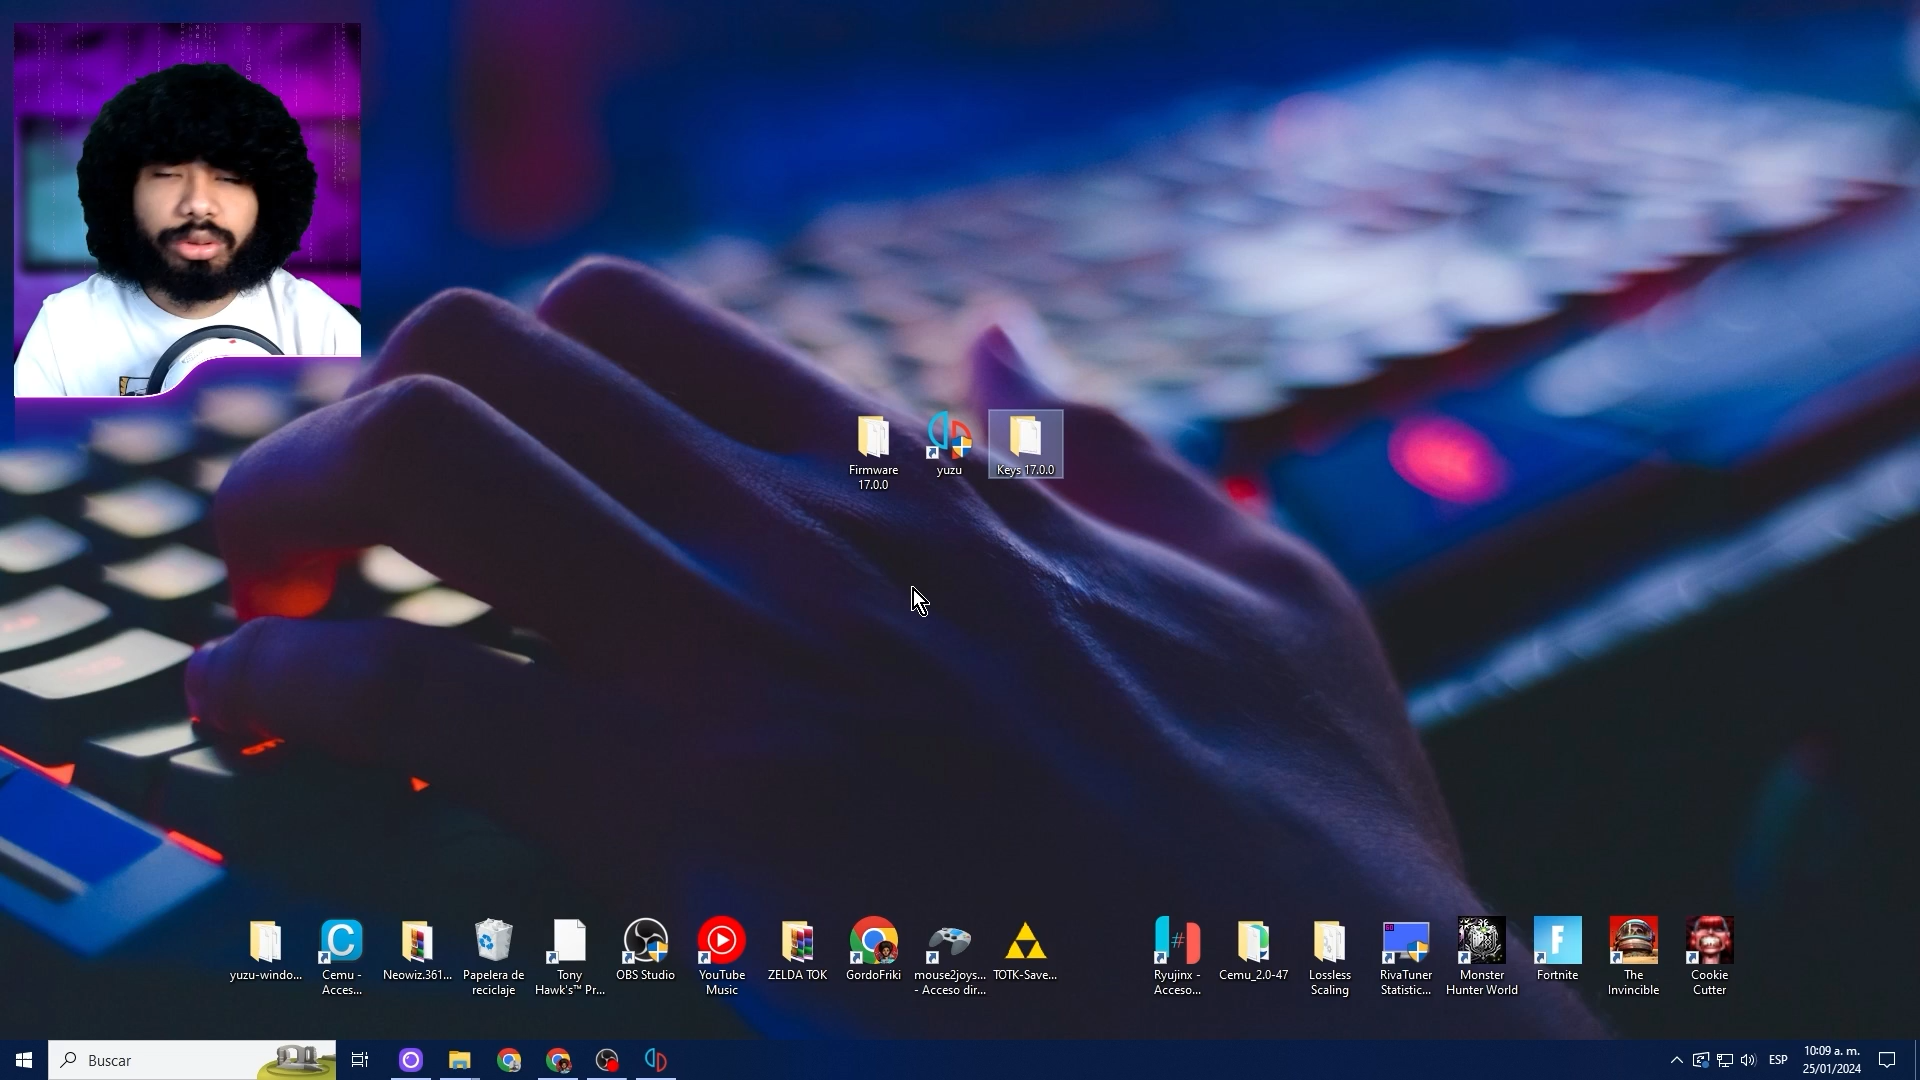 Firmware
17.0.0
yuzu
Keys 17.0.0
yuzu-windo...
Cemu -
Acces...
Neowiz.361...
Papelera de
reciclaje
Tony
Hawk's™ Pr...
OBS Studio
YouTube
Music
ZELDA TOK
GordoFriki
mouse2joys...
- Acceso dir...
TOTK-Save...
Ryujinx -
Acceso...
Cemu_2.0-47
Lossless
Scaling
RivaTuner
Statistic...
Monster
Hunter World
Fortnite
The
Invincible
Cookie
Cutter
Buscar
ESP
10:09 a. m.
25/01/2024